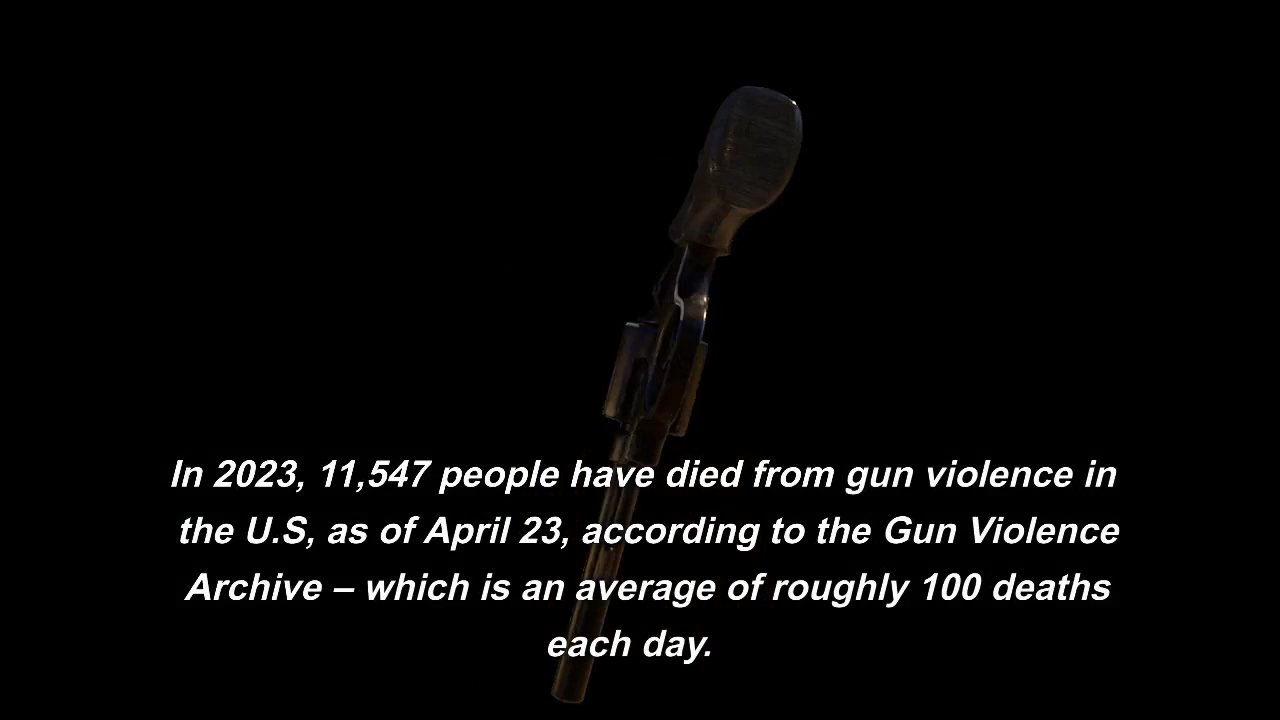 In 2023, 11,547 people have died from gun violence in
the U.S, as of April 23, according to the Gun Violence
Archive – which is an average of roughly 100 deaths
each day.